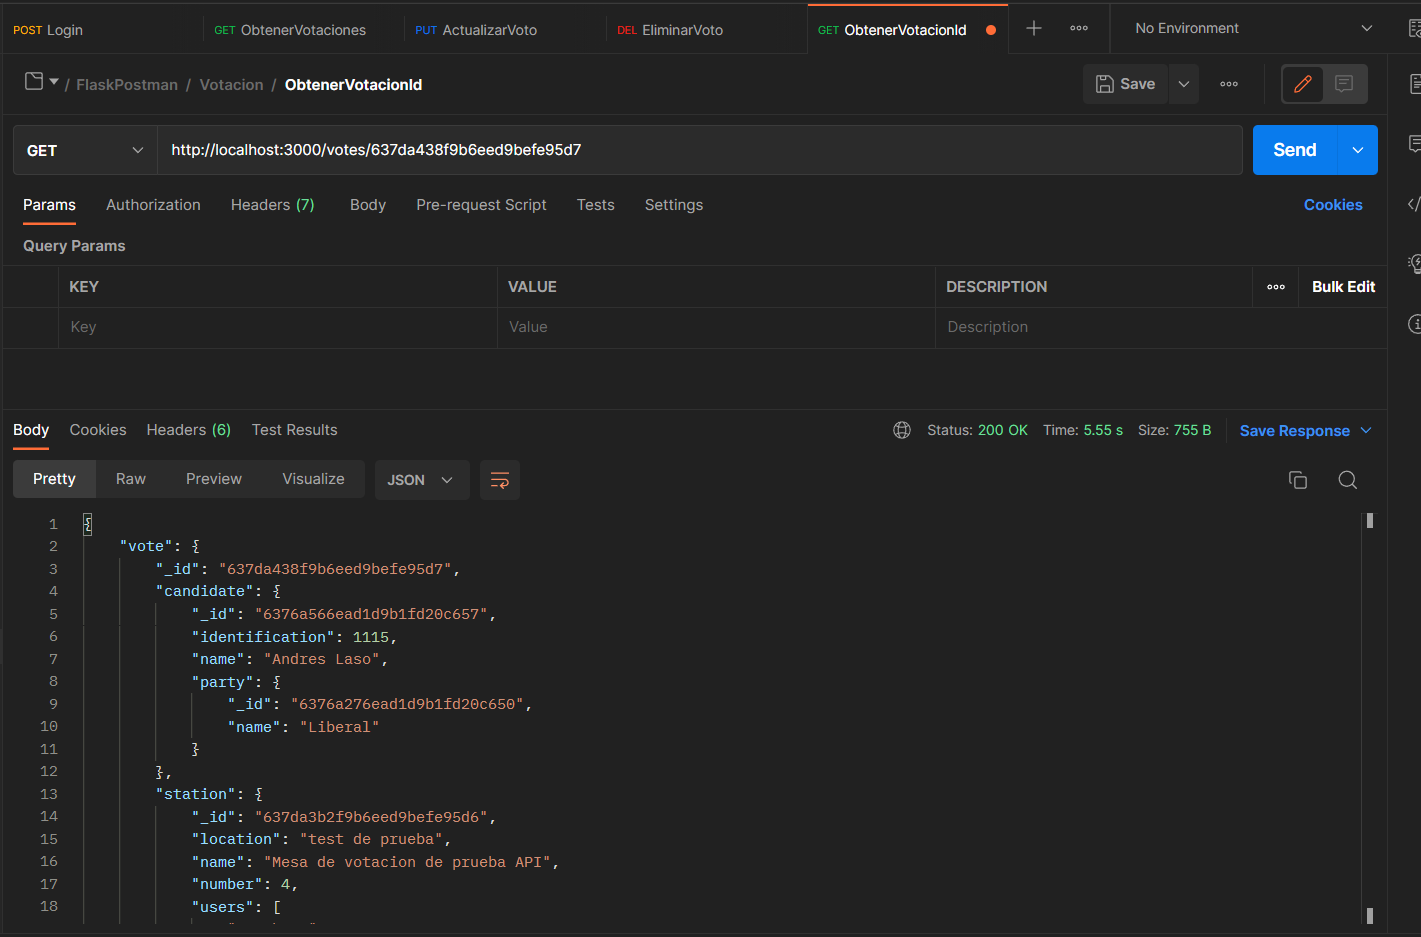 POST Login GET ObtenerVotaciones PUT ActualizarVoto DEL EliminarVoto GET ObtenerVotacionId No Environment
/ FlaskPostman / Votacion / ObtenerVotacionId Save
GET http://localhost:3000/votes/637da438f9b6eed9befe95d7 Send
Params Authorization Headers (7) Body Pre-request Script Tests Settings Cookies
Query Params
KEY VALUE DESCRIPTION Bulk Edit
Key Value Description
Body Cookies Headers (6) Test Results Status: 200 OK Time: 5.55 s Size: 755 B Save Response
Pretty Raw Preview Visualize JSON
1 {
2 "vote": {
3 "_id": "637da438f9b6eed9befe95d7",
4 "candidate": {
5 "_id": "6376a566ead1d9b1fd20c657",
6 "identification": 1115,
7 "name": "Andres Laso",
8 "party": {
9 "_id": "6376a276ead1d9b1fd20c650",
10 "name": "Liberal"
11 }
12 },
13 "station": {
14 "_id": "637da3b2f9b6eed9befe95d6",
15 "location": "test de prueba",
16 "name": "Mesa de votacion de prueba API",
17 "number": 4,
18 "users": [